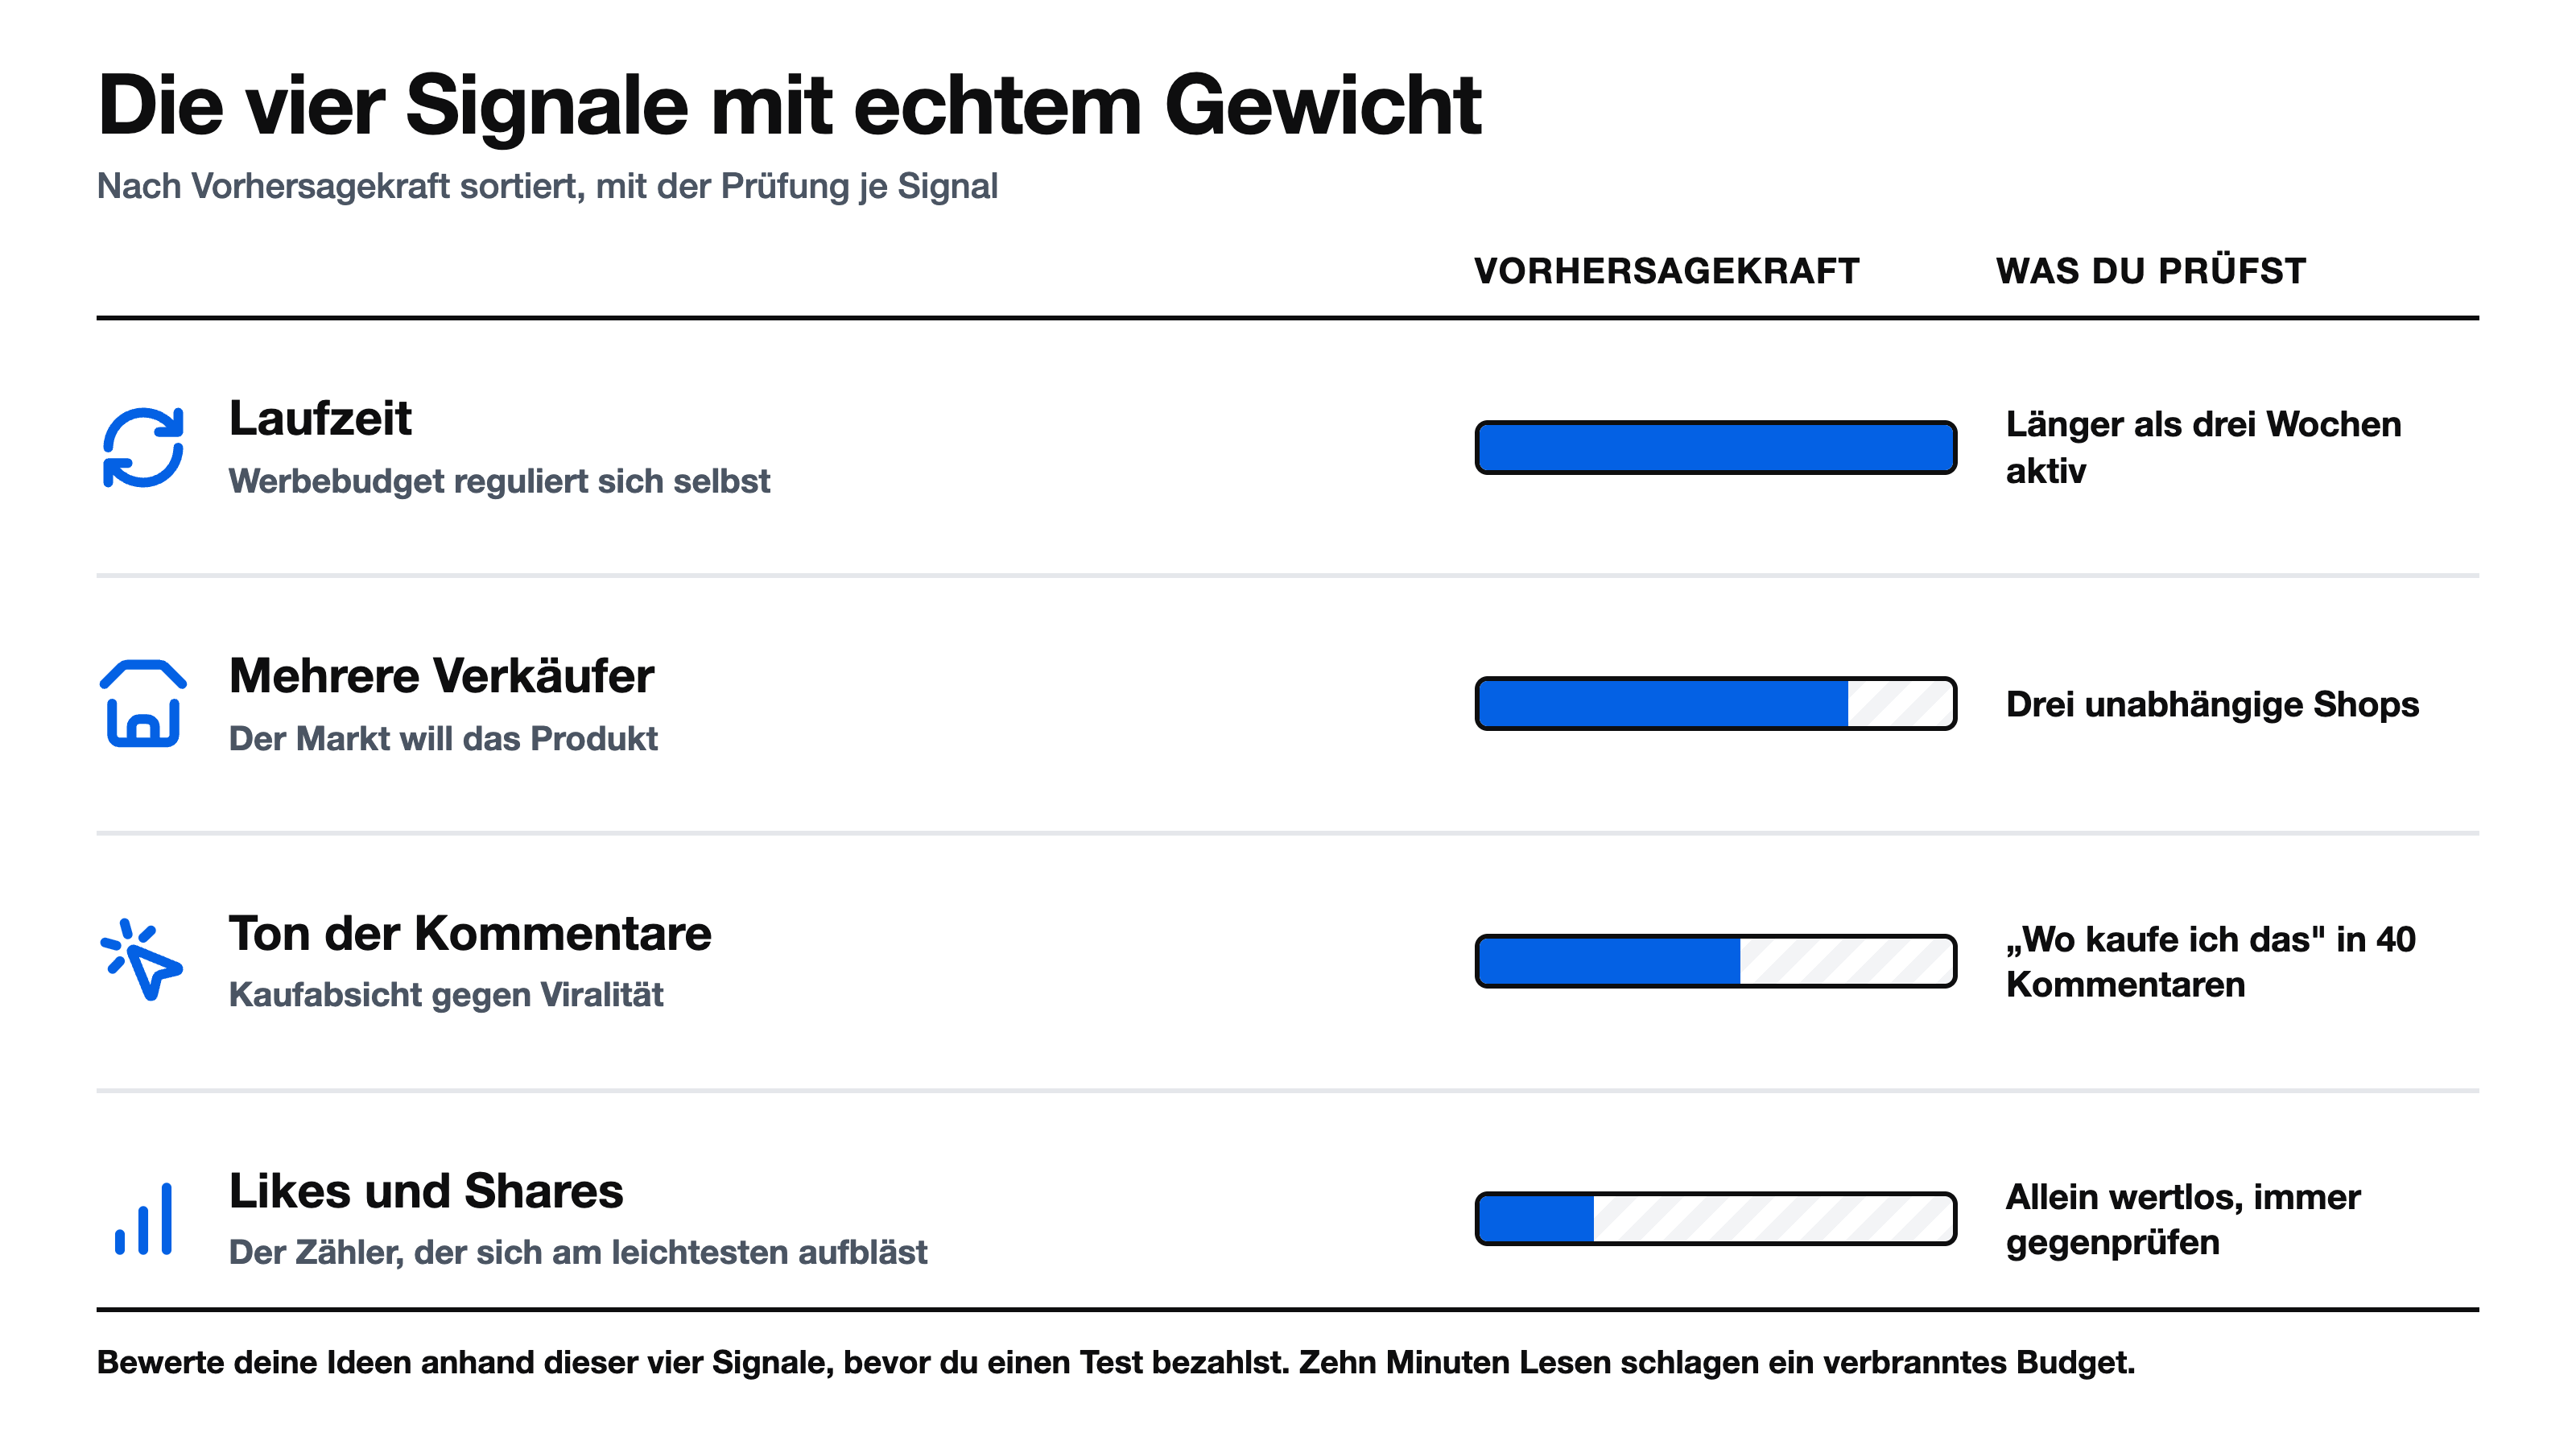 Die vier Signale mit echtem Gewicht
Nach Vorhersagekraft sortiert, mit der Prüfung je Signal
VORHERSAGEKRAFT
WAS DU PRÜFST
Laufzeit
Werbebudget reguliert sich selbst
Länger als drei Wochen
aktiv
Mehrere Verkäufer
Der Markt will das Produkt
Drei unabhängige Shops
Ton der Kommentare
Kaufabsicht gegen Viralität
„Wo kaufe ich das" in 40
Kommentaren
Likes und Shares
Der Zähler, der sich am leichtesten aufbläst
Allein wertlos, immer
gegenprüfen
Bewerte deine Ideen anhand dieser vier Signale, bevor du einen Test bezahlst. Zehn Minuten Lesen schlagen ein verbranntes Budget.